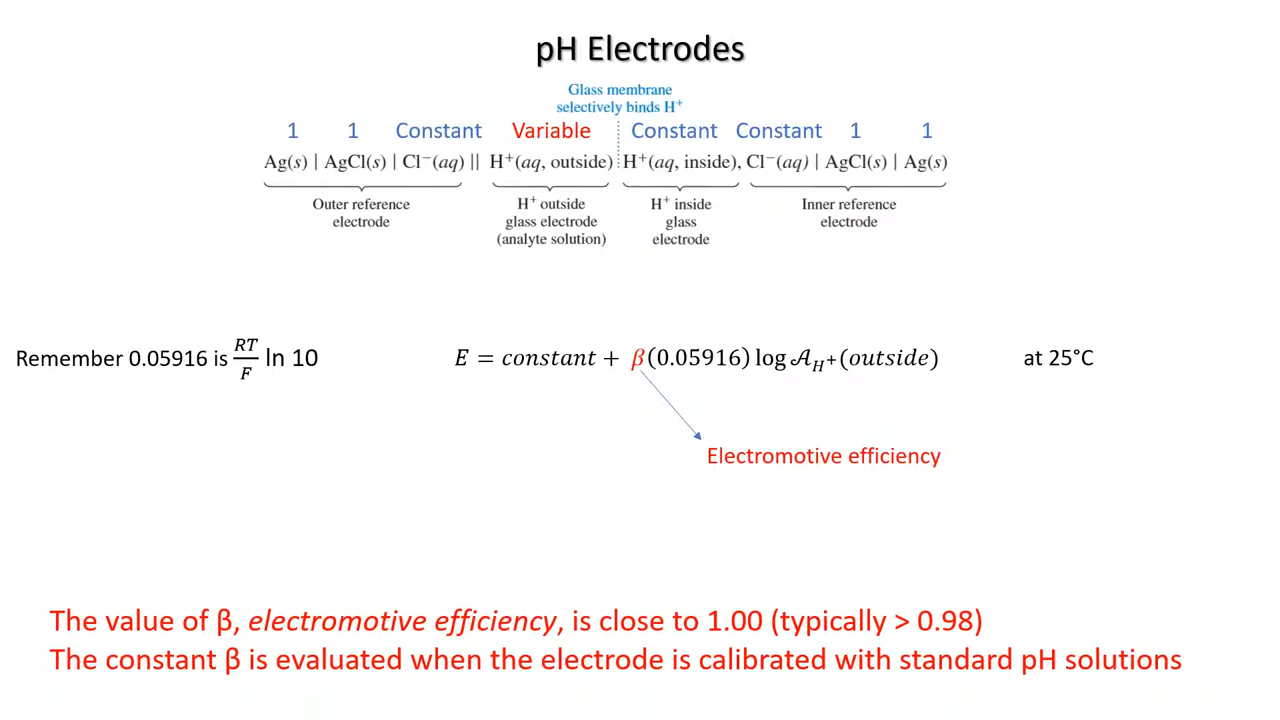 pH Electrodes
Glass membrane
selectively binds H⁺
1 1 Constant Variable Constant Constant 1 1
Ag(s) | AgCl(s) | Cl⁻(aq) || H⁺(aq, outside) ⋮ H⁺(aq, inside), Cl⁻(aq) | AgCl(s) | Ag(s)
Outer reference
electrode
H⁺ outside
glass electrode
(analyte solution)
H⁺ inside
glass
electrode
Inner reference
electrode
Remember 0.05916 is RT/F ln 10
E = constant + β(0.05916) log 𝒜_H⁺(outside)
at 25°C
Electromotive efficiency
The value of β, electromotive efficiency, is close to 1.00 (typically > 0.98)
The constant β is evaluated when the electrode is calibrated with standard pH solutions